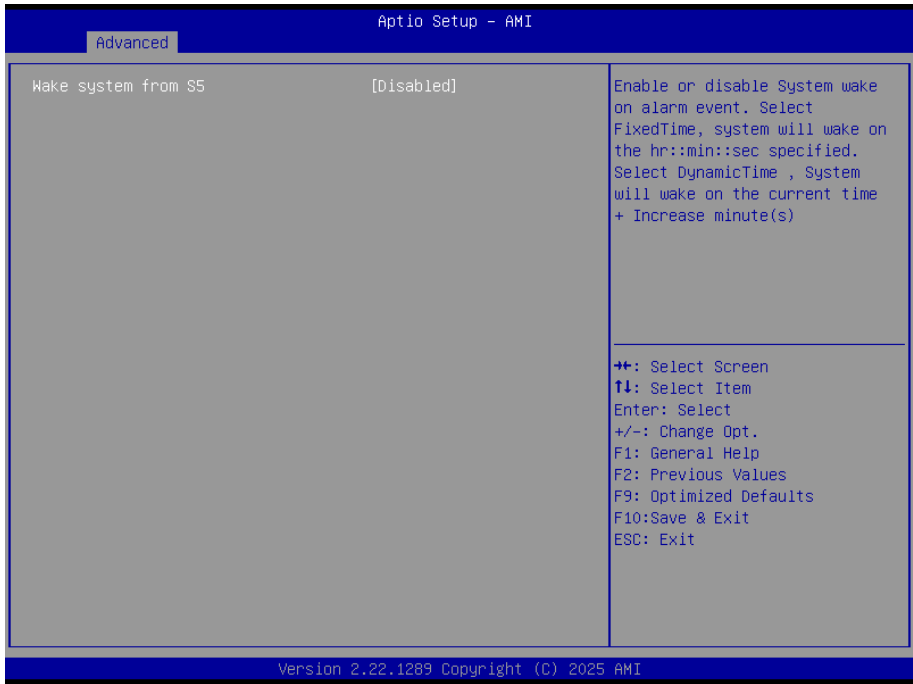 Aptio Setup – AMI
Advanced
Wake system from S5 [Disabled]
Enable or disable System wake
on alarm event. Select
FixedTime, system will wake on
the hr::min::sec specified.
Select DynamicTime , System
will wake on the current time
+ Increase minute(s)
→←: Select Screen
↑↓: Select Item
Enter: Select
+/-: Change Opt.
F1: General Help
F2: Previous Values
F9: Optimized Defaults
F10:Save & Exit
ESC: Exit
Version 2.22.1289 Copyright (C) 2025 AMI